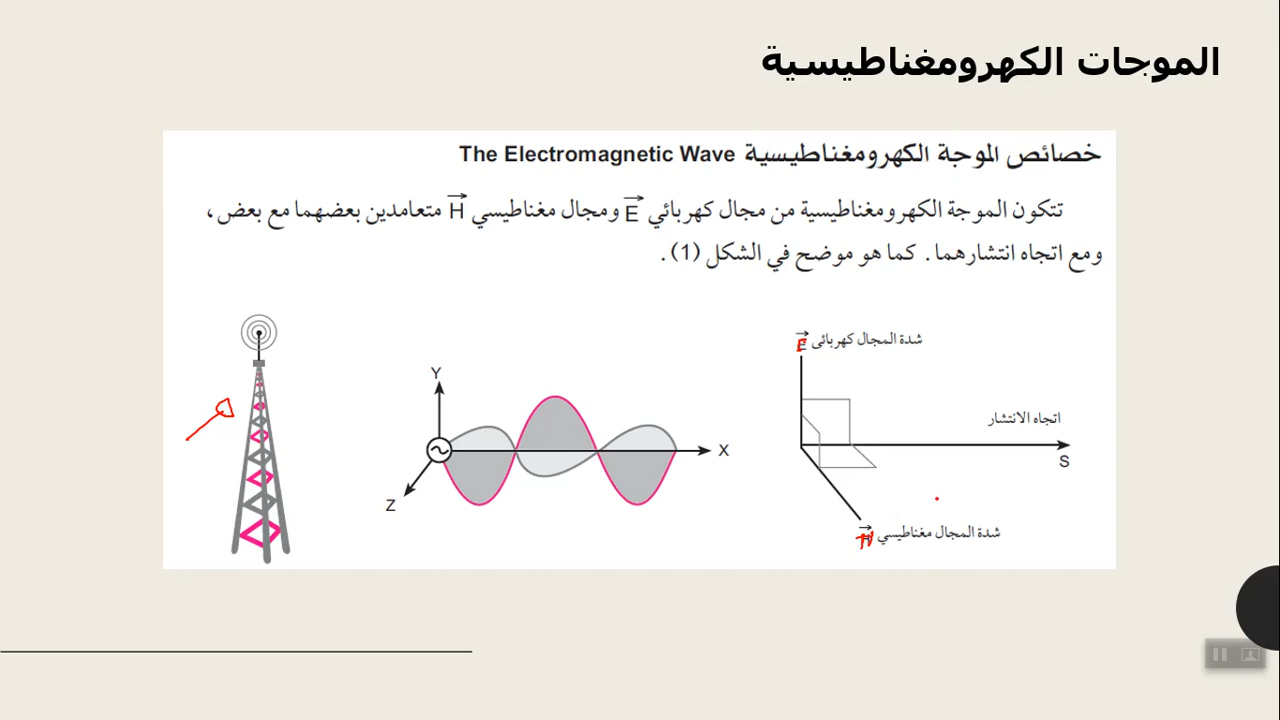 الموجات الكهرومغناطيسية
خصائص الموجة الكهرومغناطيسية The Electromagnetic Wave
تتكون الموجة الكهرومغناطيسية من مجال كهربائي E ومجال مغناطيسي H متعامدين بعضهما مع بعض ،
ومع اتجاه انتشارهما . كما هو موضح في الشكل (1).
شدة المجال كهربائى E
اتجاه الانتشار
S
شدة المجال مغناطيسي H
Y
X
Z